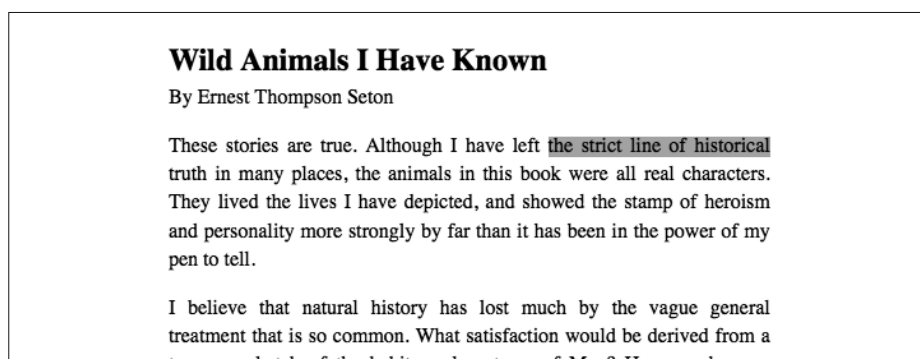 Wild Animals I Have Known
By Ernest Thompson Seton
These stories are true. Although I have left the strict line of historical
truth in many places, the animals in this book were all real characters.
They lived the lives I have depicted, and showed the stamp of heroism
and personality more strongly by far than it has been in the power of my
pen to tell.
I believe that natural history has lost much by the vague general
treatment that is so common. What satisfaction would be derived from a